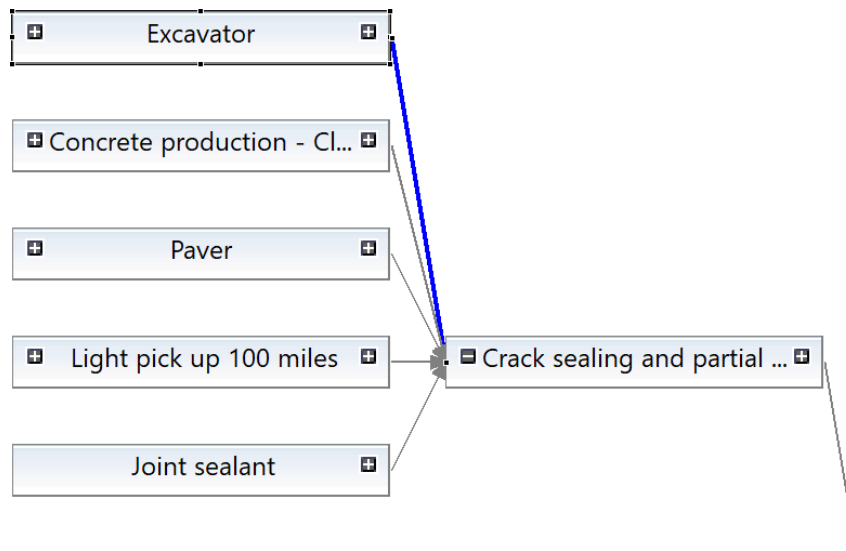 Excavator
Concrete production - Cl...
Paver
Light pick up 100 miles
Crack sealing and partial ...
Joint sealant